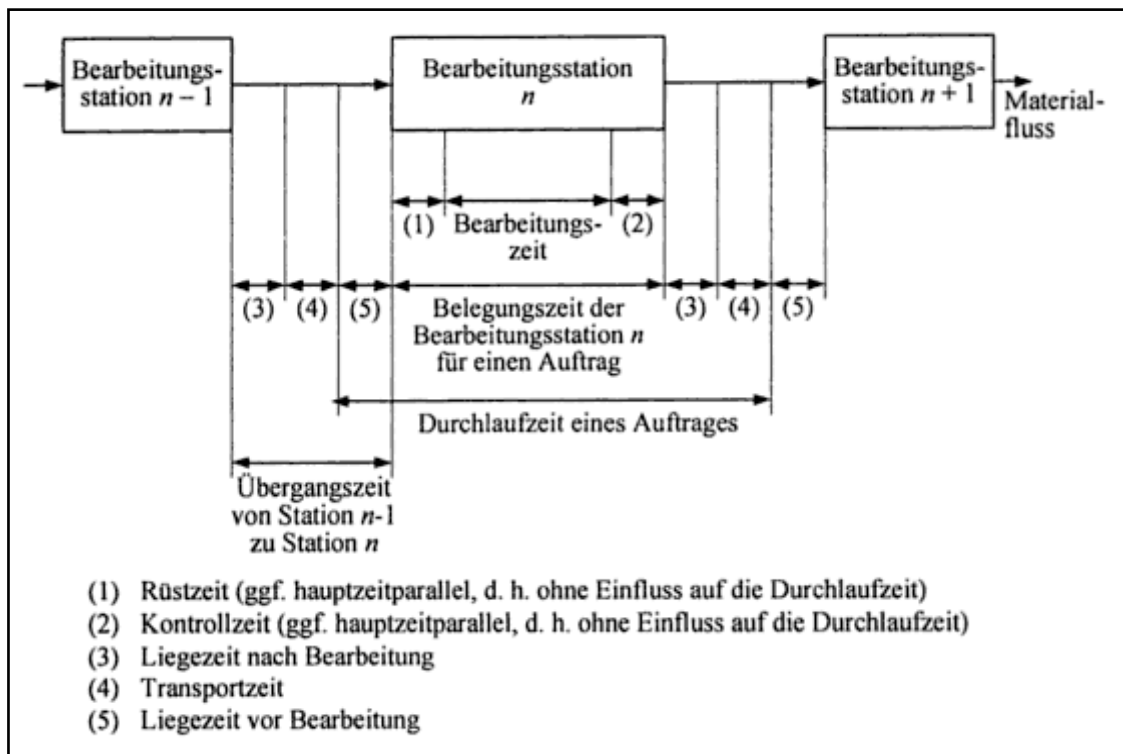 Bearbeitungs-
station n – 1
Bearbeitungsstation
n
Bearbeitungs-
station n + 1
Material-
fluss
(1)
Bearbeitungs-
zeit
(2)
(3)
(4)
(5)
Belegungszeit der
Bearbeitungsstation n
für einen Auftrag
(3)
(4)
(5)
Durchlaufzeit eines Auftrages
Übergangszeit
von Station n-1
zu Station n
(1) Rüstzeit (ggf. hauptzeitparallel, d. h. ohne Einfluss auf die Durchlaufzeit)
(2) Kontrollzeit (ggf. hauptzeitparallel, d. h. ohne Einfluss auf die Durchlaufzeit)
(3) Liegezeit nach Bearbeitung
(4) Transportzeit
(5) Liegezeit vor Bearbeitung